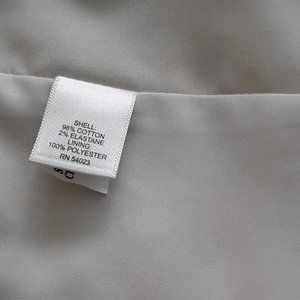 SHELL:
98% COTTON
2% ELASTANE
LINING:
100% POLYESTER
RN 54023